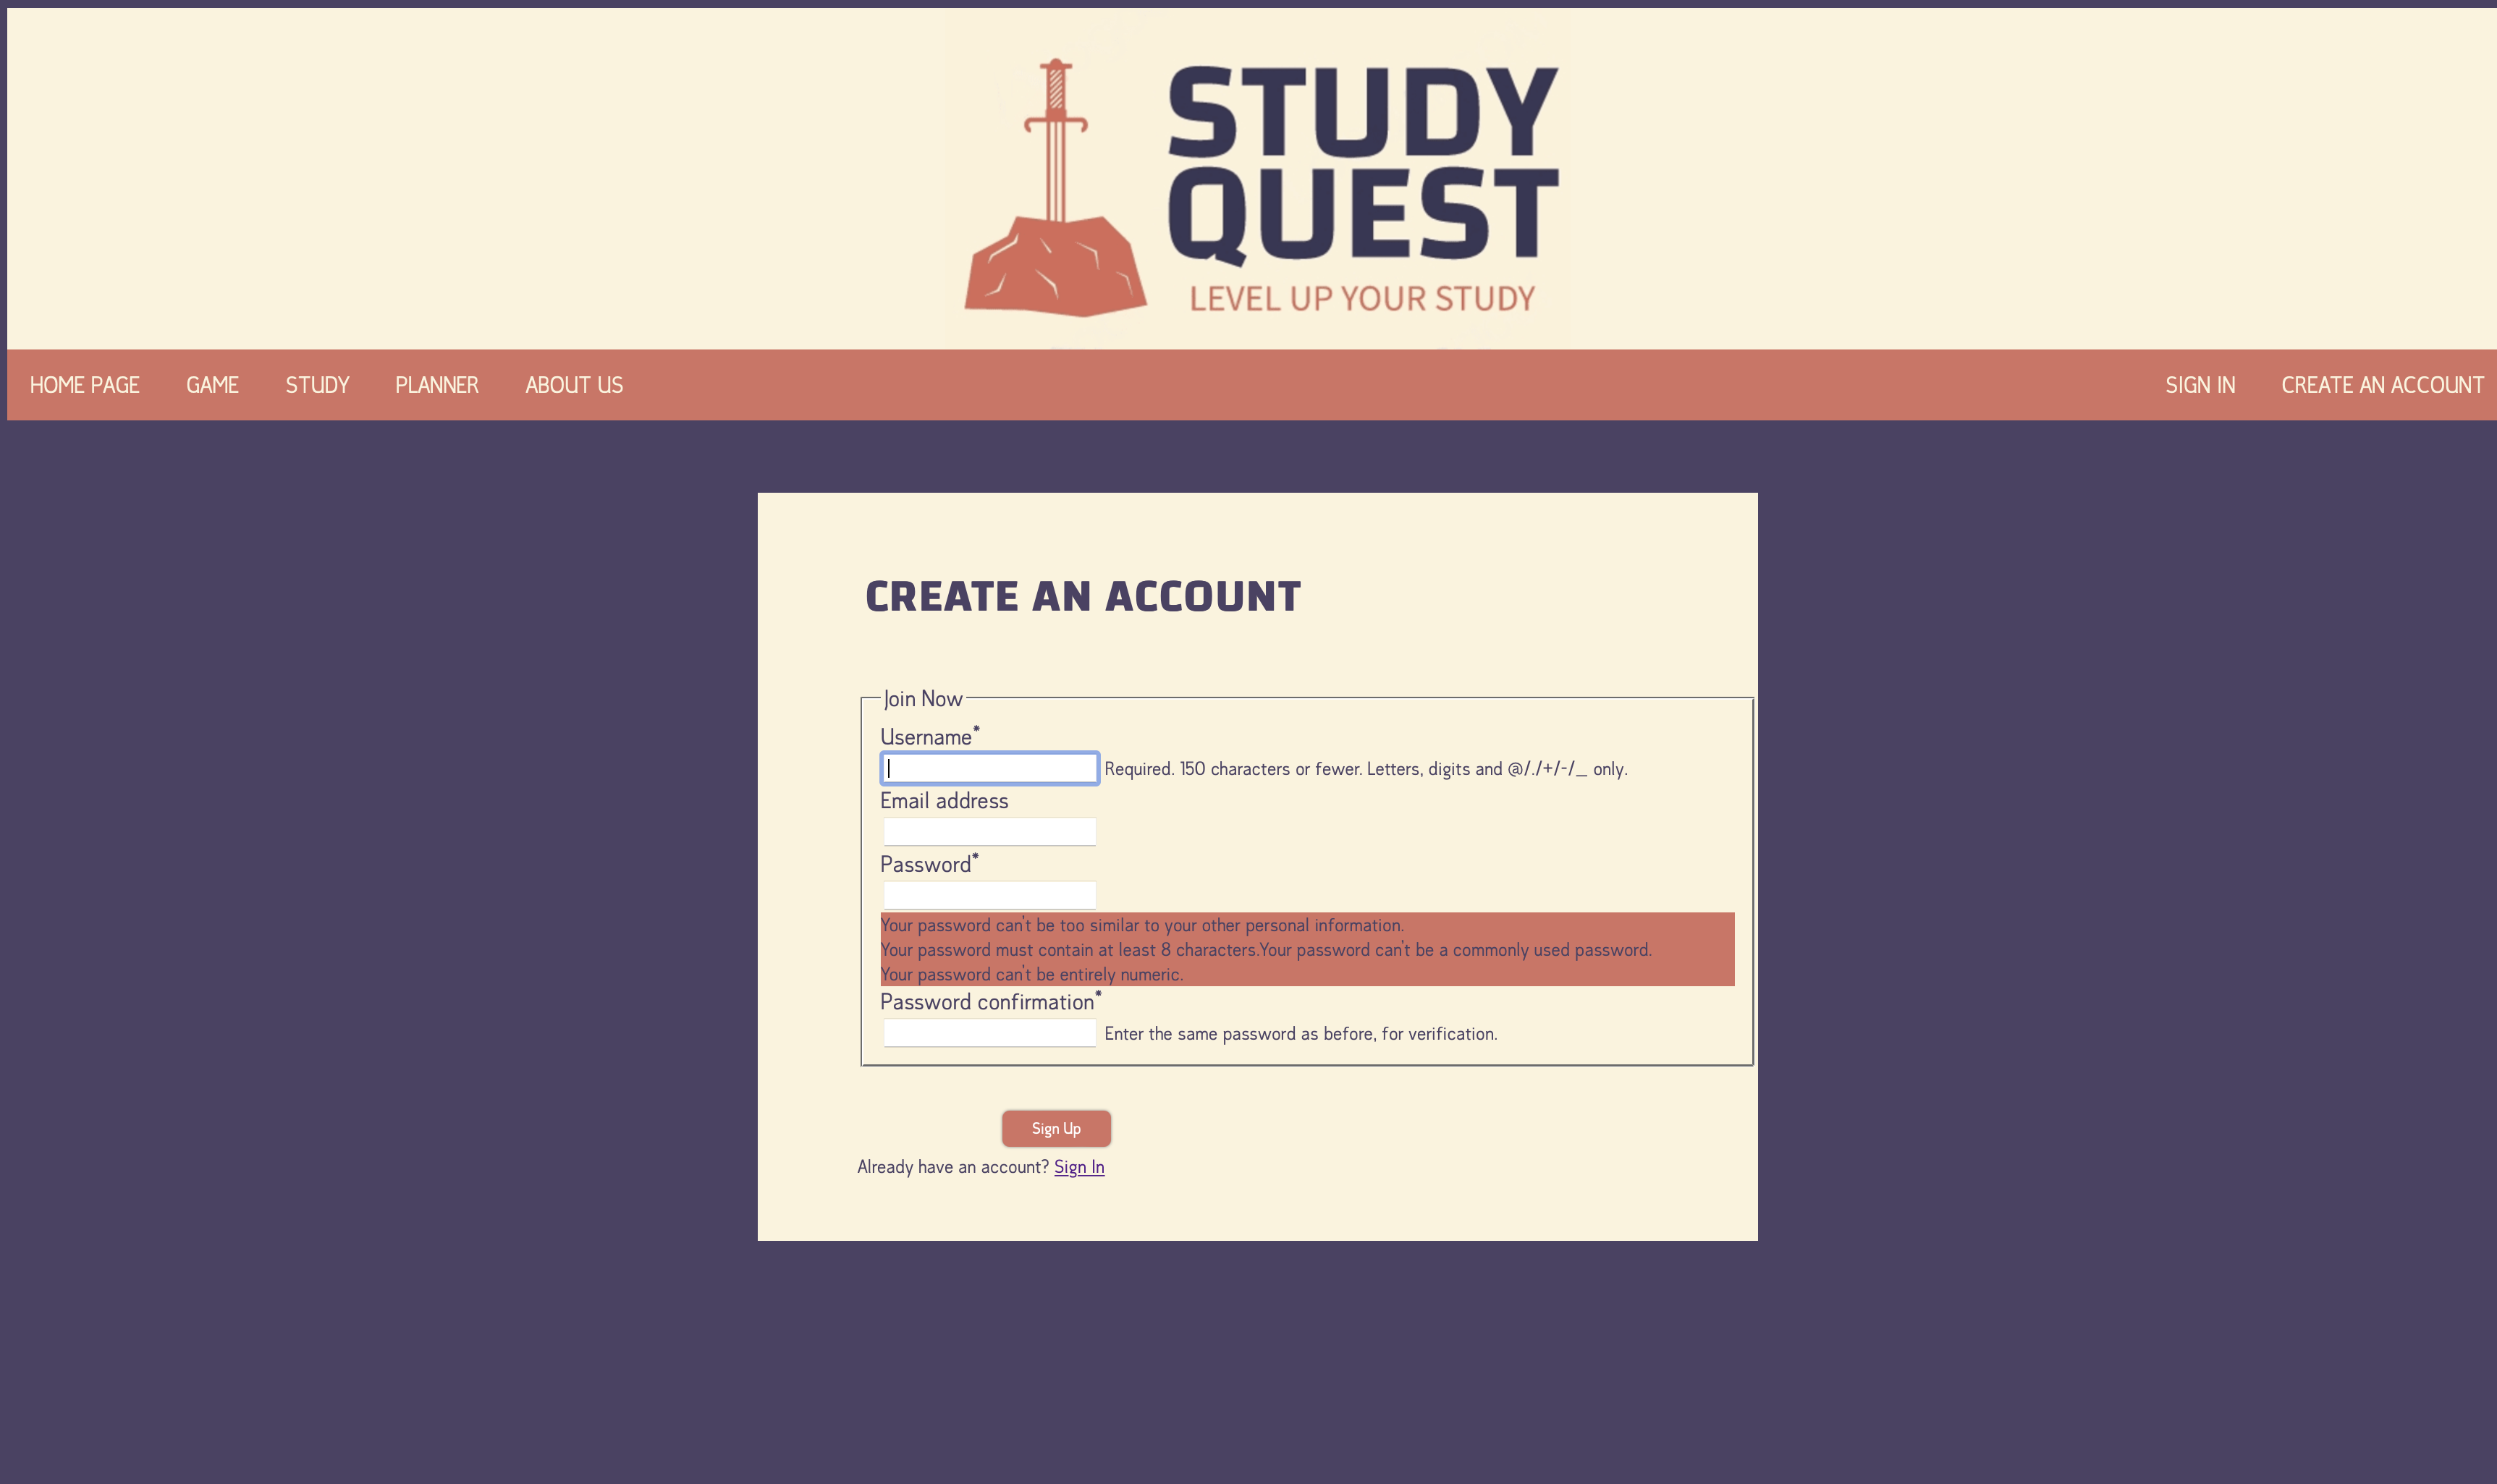 STUDY
QUEST
LEVEL UP YOUR STUDY
HOME PAGE GAME STUDY PLANNER ABOUT US SIGN IN CREATE AN ACCOUNT
CREATE AN ACCOUNT
Join Now
Username*
Required. 150 characters or fewer. Letters, digits and @/./+/-/_ only.
Email address
Password*
Your password can't be too similar to your other personal information.
Your password must contain at least 8 characters.Your password can't be a commonly used password.
Your password can't be entirely numeric.
Password confirmation*
Enter the same password as before, for verification.
Sign Up
Already have an account? Sign In